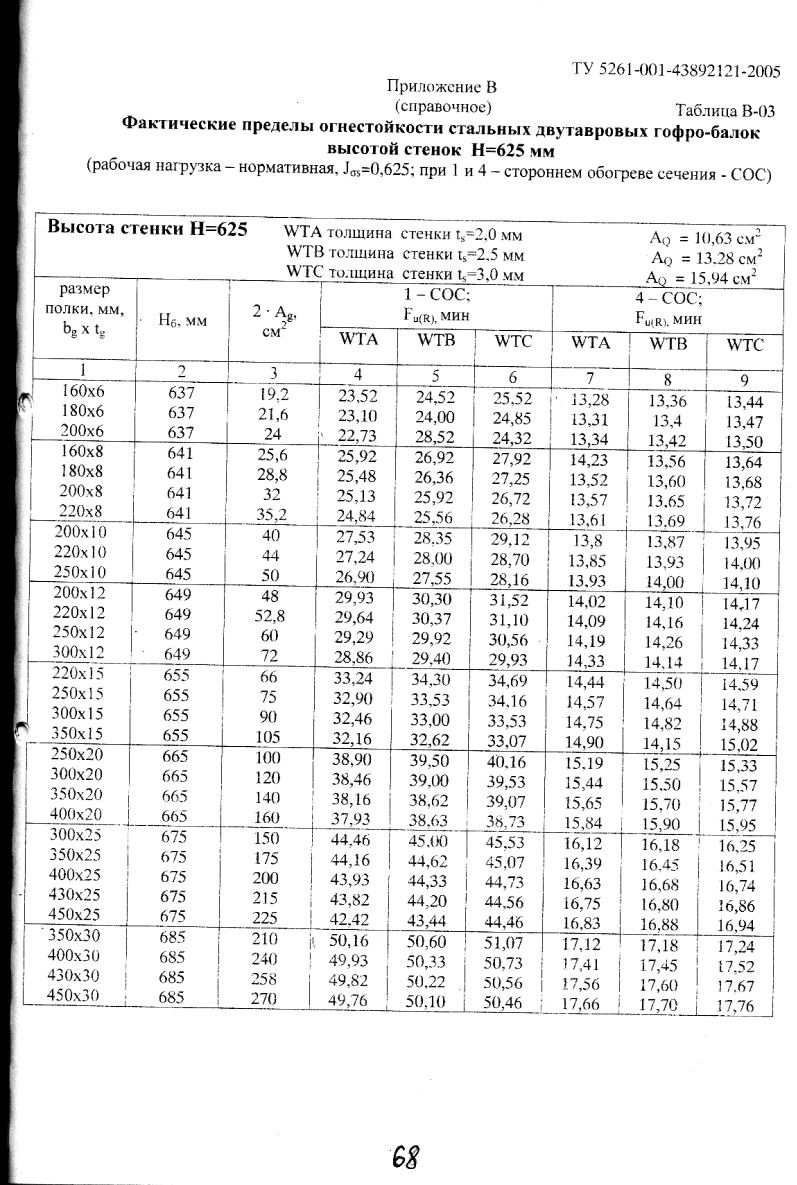 ТУ 5261-001-43892121-2005
Приложение В
(справочное)
Таблица В-03
Фактические пределы огнестойкости стальных двутавровых гофро-балок
высотой стенок Н=625 мм
(рабочая нагрузка – нормативная, Jσs=0,625; при 1 и 4 – стороннем обогреве сечения - СОС)
Высота стенки Н=625 WTA толщина стенки ts=2,0 мм AQ = 10,63 см2
WTB толщина стенки ts=2,5 мм AQ = 13,28 см2
WTC толщина стенки ts=3,0 мм AQ = 15,94 см2
размер полки, мм, bg x tg Нб, мм 2 · Ag, см2 1 – СОС; Fu(R), мин 4 – СОС; Fu(R), мин
WTA WTB WTC WTA WTB WTC
1 2 3 4 5 6 7 8 9
160x6 637 19,2 23,52 24,52 25,52 13,28 13,36 13,44
180x6 637 21,6 23,10 24,00 24,85 13,31 13,4 13,47
200x6 637 24 22,73 28,52 24,32 13,34 13,42 13,50
160x8 641 25,6 25,92 26,92 27,92 14,23 13,56 13,64
180x8 641 28,8 25,48 26,36 27,25 13,52 13,60 13,68
200x8 641 32 25,13 25,92 26,72 13,57 13,65 13,72
220x8 641 35,2 24,84 25,56 26,28 13,61 13,69 13,76
200x10 645 40 27,53 28,35 29,12 13,8 13,87 13,95
220x10 645 44 27,24 28,00 28,70 13,85 13,93 14,00
250x10 645 50 26,90 27,55 28,16 13,93 14,00 14,10
200x12 649 48 29,93 30,30 31,52 14,02 14,10 14,17
220x12 649 52,8 29,64 30,37 31,10 14,09 14,16 14,24
250x12 649 60 29,29 29,92 30,56 14,19 14,26 14,33
300x12 649 72 28,86 29,40 29,93 14,33 14,14 14,17
220x15 655 66 33,24 34,30 34,69 14,44 14,50 14,59
250x15 655 75 32,90 33,53 34,16 14,57 14,64 14,71
300x15 655 90 32,46 33,00 33,53 14,75 14,82 14,88
350x15 655 105 32,16 32,62 33,07 14,90 14,15 15,02
250x20 665 100 38,90 39,50 40,16 15,19 15,25 15,33
300x20 665 120 38,46 39,00 39,53 15,44 15,50 15,57
350x20 665 140 38,16 38,62 39,07 15,65 15,70 15,77
400x20 665 160 37,93 38,63 38,73 15,84 15,90 15,95
300x25 675 150 44,46 45,00 45,53 16,12 16,18 16,25
350x25 675 175 44,16 44,62 45,07 16,39 16,45 16,51
400x25 675 200 43,93 44,33 44,73 16,63 16,68 16,74
430x25 675 215 43,82 44,20 44,56 16,75 16,80 16,86
450x25 675 225 42,42 43,44 44,46 16,83 16,88 16,94
350x30 685 210 50,16 50,60 51,07 17,12 17,18 17,24
400x30 685 240 49,93 50,33 50,73 17,41 17,45 17,52
430x30 685 258 49,82 50,22 50,56 17,56 17,60 17,67
450x30 685 270 49,76 50,10 50,46 17,66 17,70 17,76
68